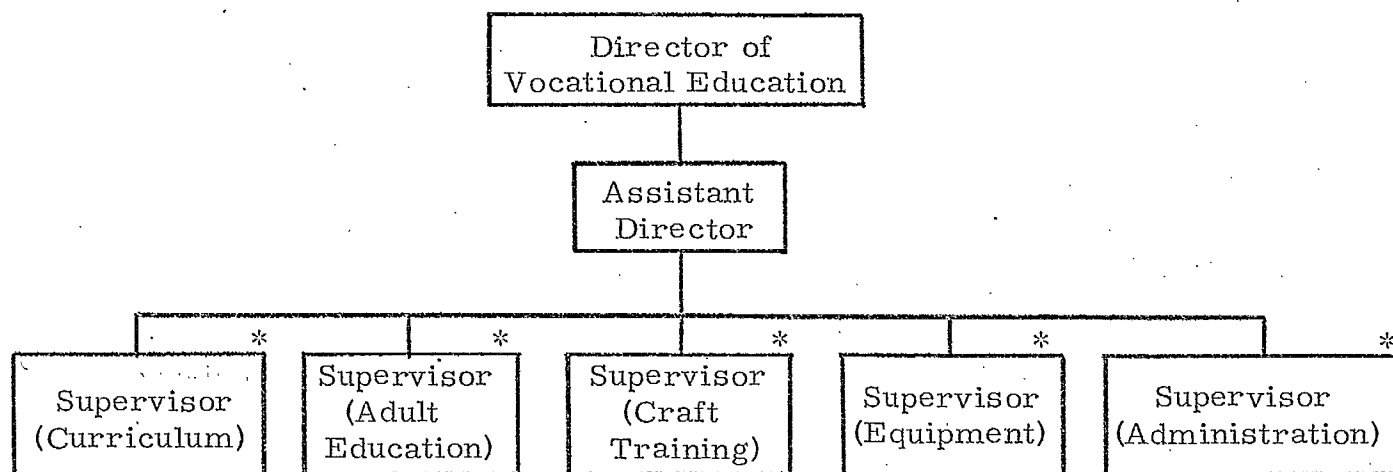 Director of
Vocational Education
Assistant
Director
*
Supervisor
(Curriculum)
*
Supervisor
(Adult
Education)
*
Supervisor
(Craft
Training)
*
Supervisor
(Equipment)
*
Supervisor
(Administration)